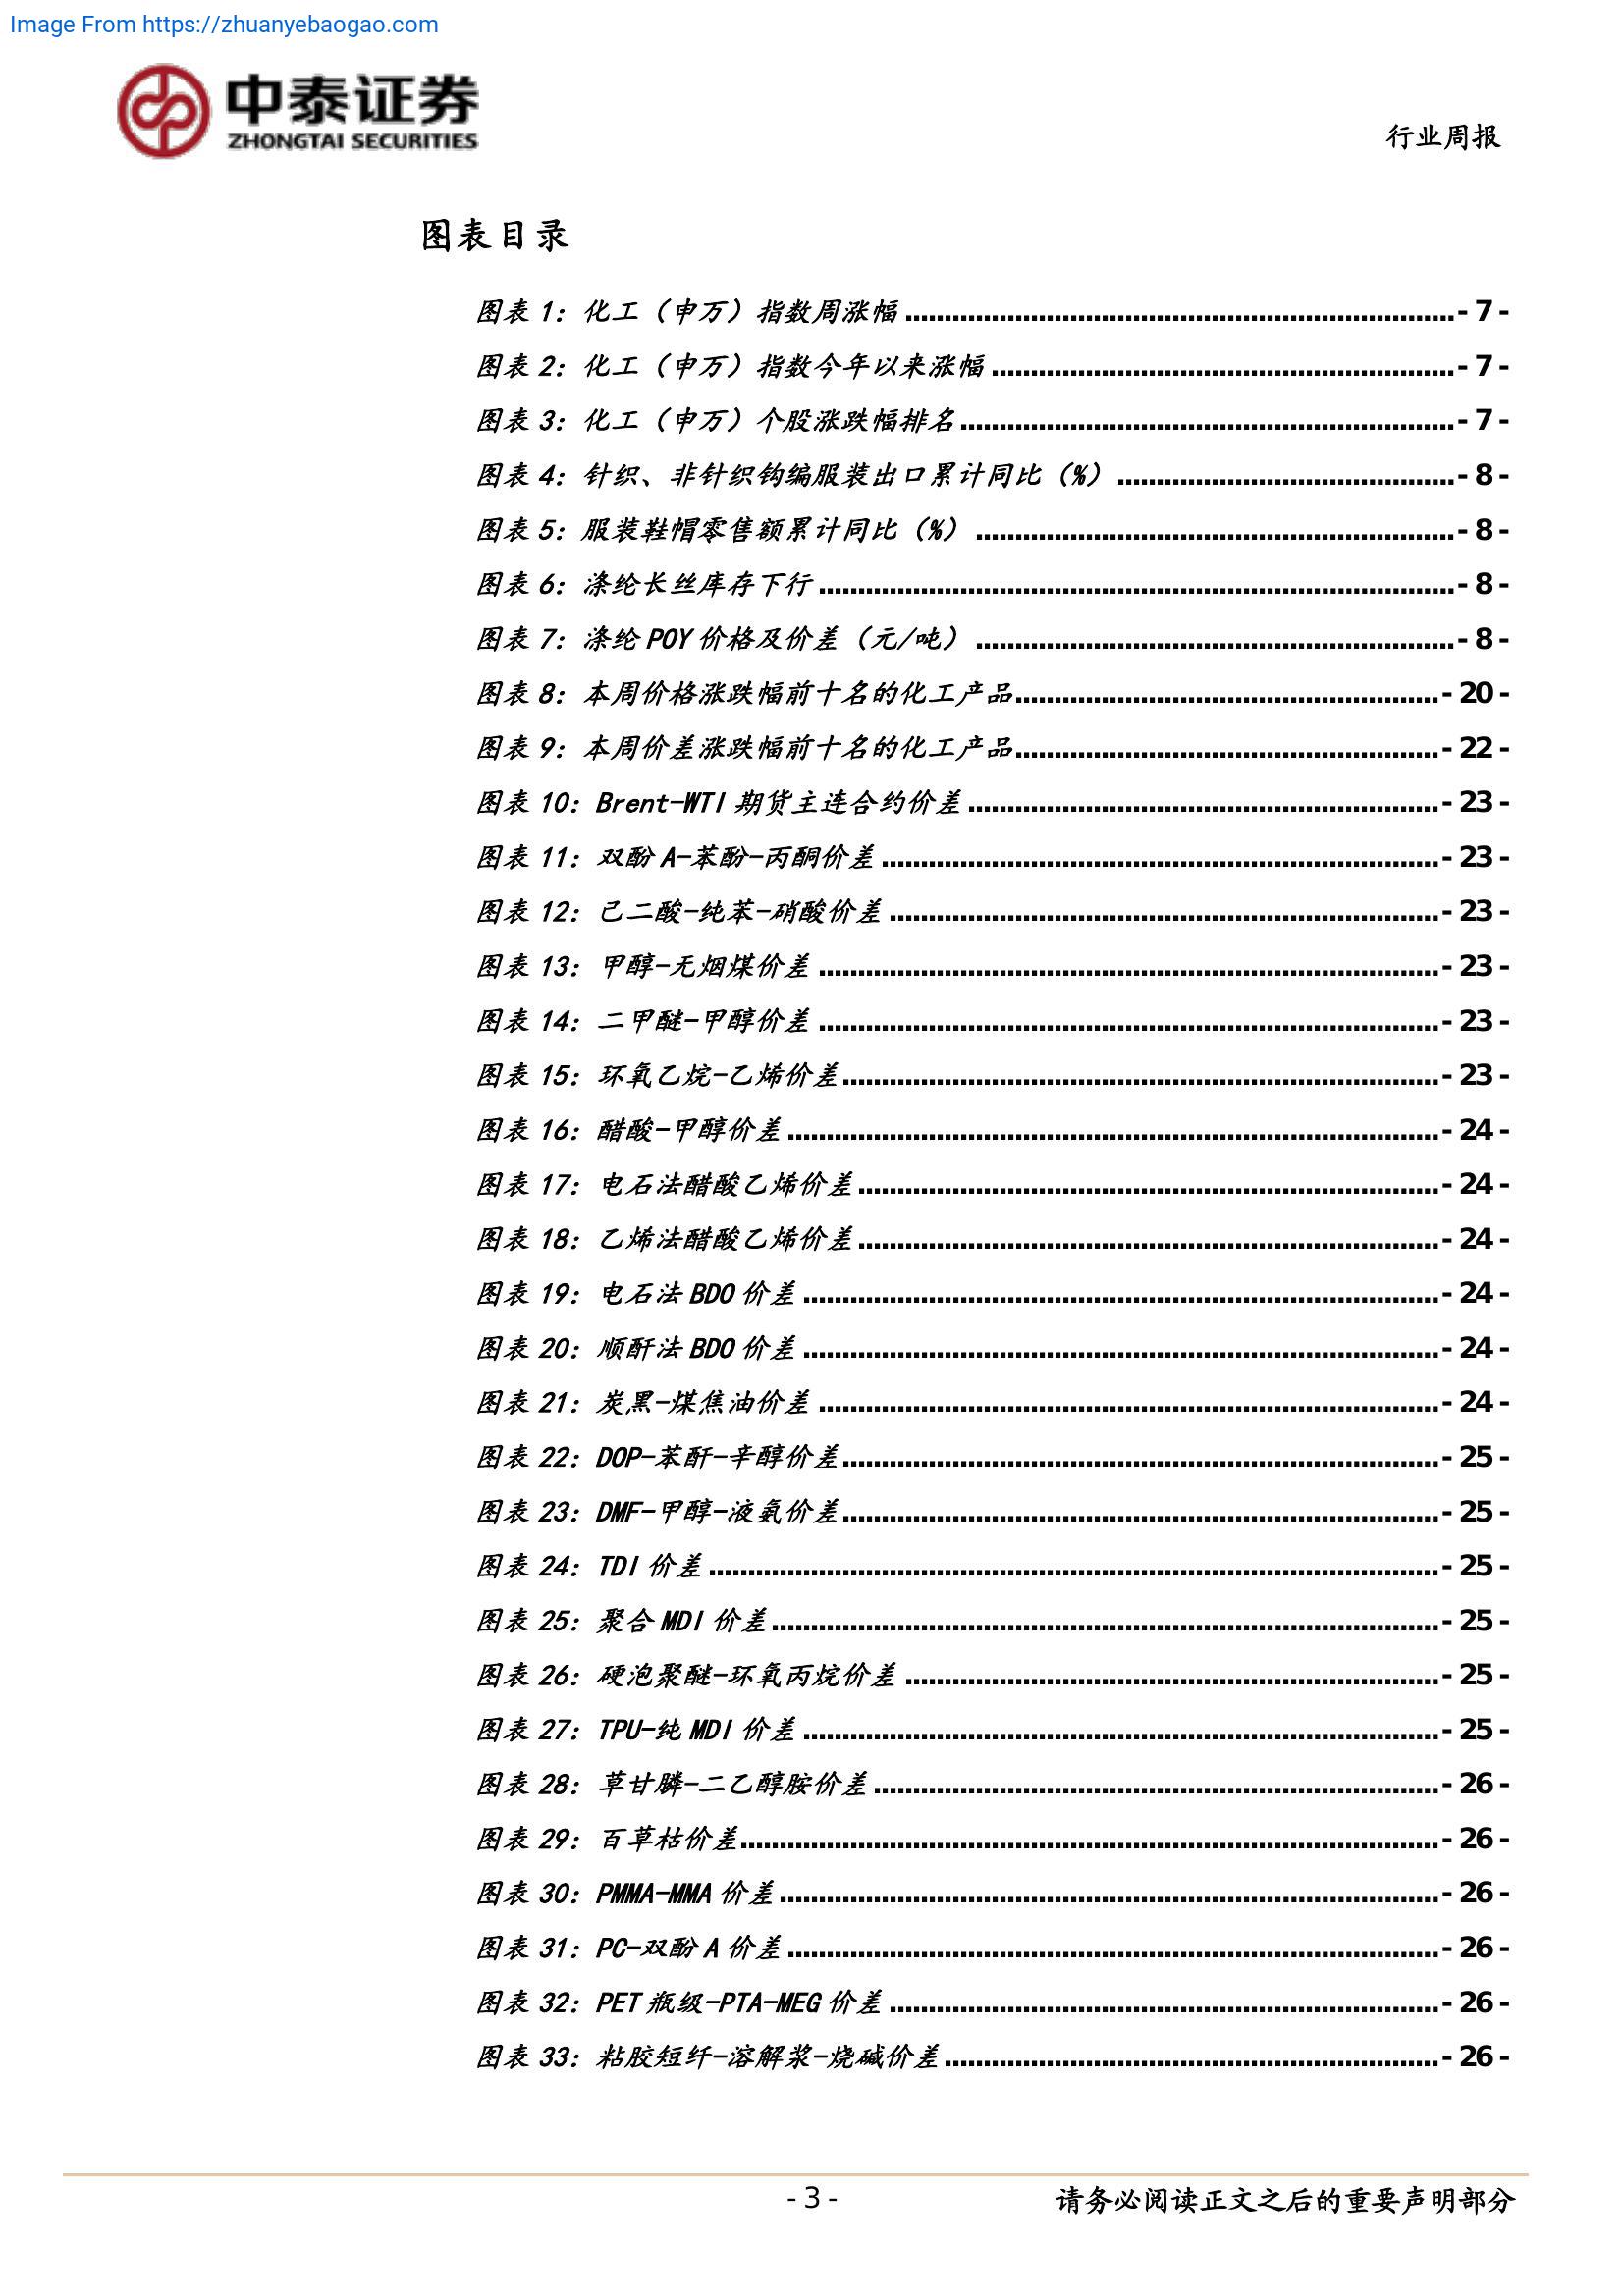 Image From https://zhuanyebaogao.com
中泰证券
ZHONGTAI SECURITIES
行业周报
图表目录
图表 1：化工（申万）指数周涨幅 - 7 -
图表 2：化工（申万）指数今年以来涨幅 - 7 -
图表 3：化工（申万）个股涨跌幅排名 - 7 -
图表 4：针织、非针织钩编服装出口累计同比（%） - 8 -
图表 5：服装鞋帽零售额累计同比（%） - 8 -
图表 6：涤纶长丝库存下行 - 8 -
图表 7：涤纶 POY 价格及价差（元/吨） - 8 -
图表 8：本周价格涨跌幅前十名的化工产品 - 20 -
图表 9：本周价差涨跌幅前十名的化工产品 - 22 -
图表 10：Brent-WTI 期货主连合约价差 - 23 -
图表 11：双酚 A-苯酚-丙酮价差 - 23 -
图表 12：己二酸-纯苯-硝酸价差 - 23 -
图表 13：甲醇-无烟煤价差 - 23 -
图表 14：二甲醚-甲醇价差 - 23 -
图表 15：环氧乙烷-乙烯价差 - 23 -
图表 16：醋酸-甲醇价差 - 24 -
图表 17：电石法醋酸乙烯价差 - 24 -
图表 18：乙烯法醋酸乙烯价差 - 24 -
图表 19：电石法 BDO 价差 - 24 -
图表 20：顺酐法 BDO 价差 - 24 -
图表 21：炭黑-煤焦油价差 - 24 -
图表 22：DOP-苯酐-辛醇价差 - 25 -
图表 23：DMF-甲醇-液氨价差 - 25 -
图表 24：TDI 价差 - 25 -
图表 25：聚合 MDI 价差 - 25 -
图表 26：硬泡聚醚-环氧丙烷价差 - 25 -
图表 27：TPU-纯 MDI 价差 - 25 -
图表 28：草甘膦-二乙醇胺价差 - 26 -
图表 29：百草枯价差 - 26 -
图表 30：PMMA-MMA 价差 - 26 -
图表 31：PC-双酚 A 价差 - 26 -
图表 32：PET 瓶级-PTA-MEG 价差 - 26 -
图表 33：粘胶短纤-溶解浆-烧碱价差 - 26 -
- 3 -
请务必阅读正文之后的重要声明部分